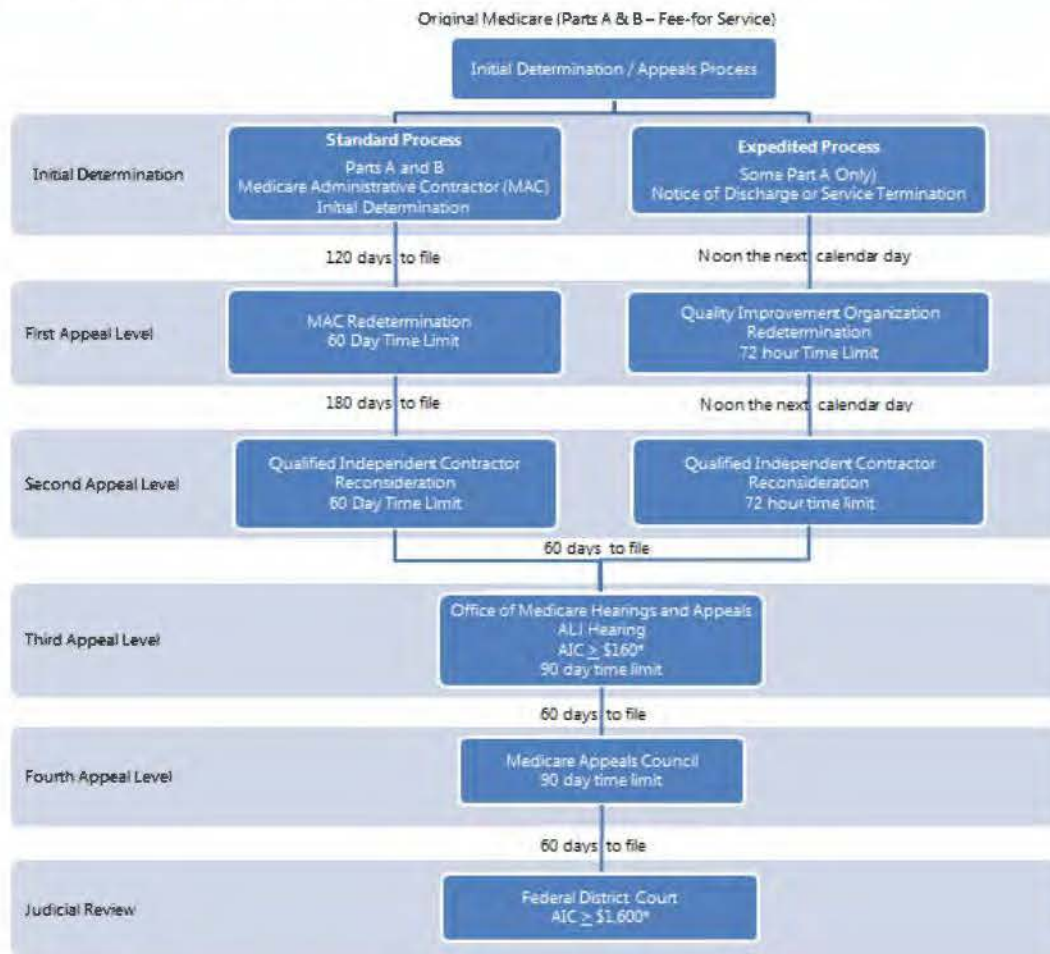 Original Medicare (Parts A & B – Fee-for Service)
Initial Determination / Appeals Process
Initial Determination
Standard Process
Parts A and B
Medicare Administrative Contractor (MAC)
Initial Determination
Expedited Process
Some Part A Only)
Notice of Discharge or Service Termination
120 days to file
Noon the next calendar day
First Appeal Level
MAC Redetermination
60 Day Time Limit
Quality Improvement Organization
Redetermination
72 hour Time Limit
180 days to file
Noon the next calendar day
Second Appeal Level
Qualified Independent Contractor
Reconsideration
60 Day Time Limit
Qualified Independent Contractor
Reconsideration
72 hour time limit
60 days to file
Third Appeal Level
Office of Medicare Hearings and Appeals
ALJ Hearing
AIC ≥ $160*
90 day time limit
60 days to file
Fourth Appeal Level
Medicare Appeals Council
90 day time limit
60 days to file
Judicial Review
Federal District Court
AIC ≥ $1,600*